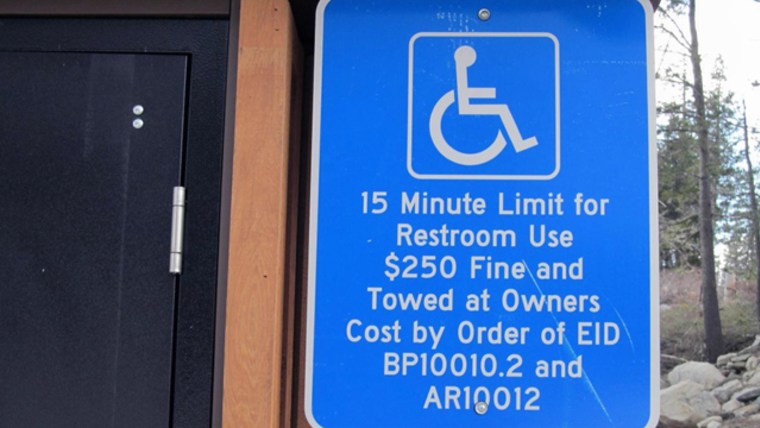 15 Minute Limit for
Restroom Use
$250 Fine and
Towed at Owners
Cost by Order of EID
BP10010.2 and
AR10012